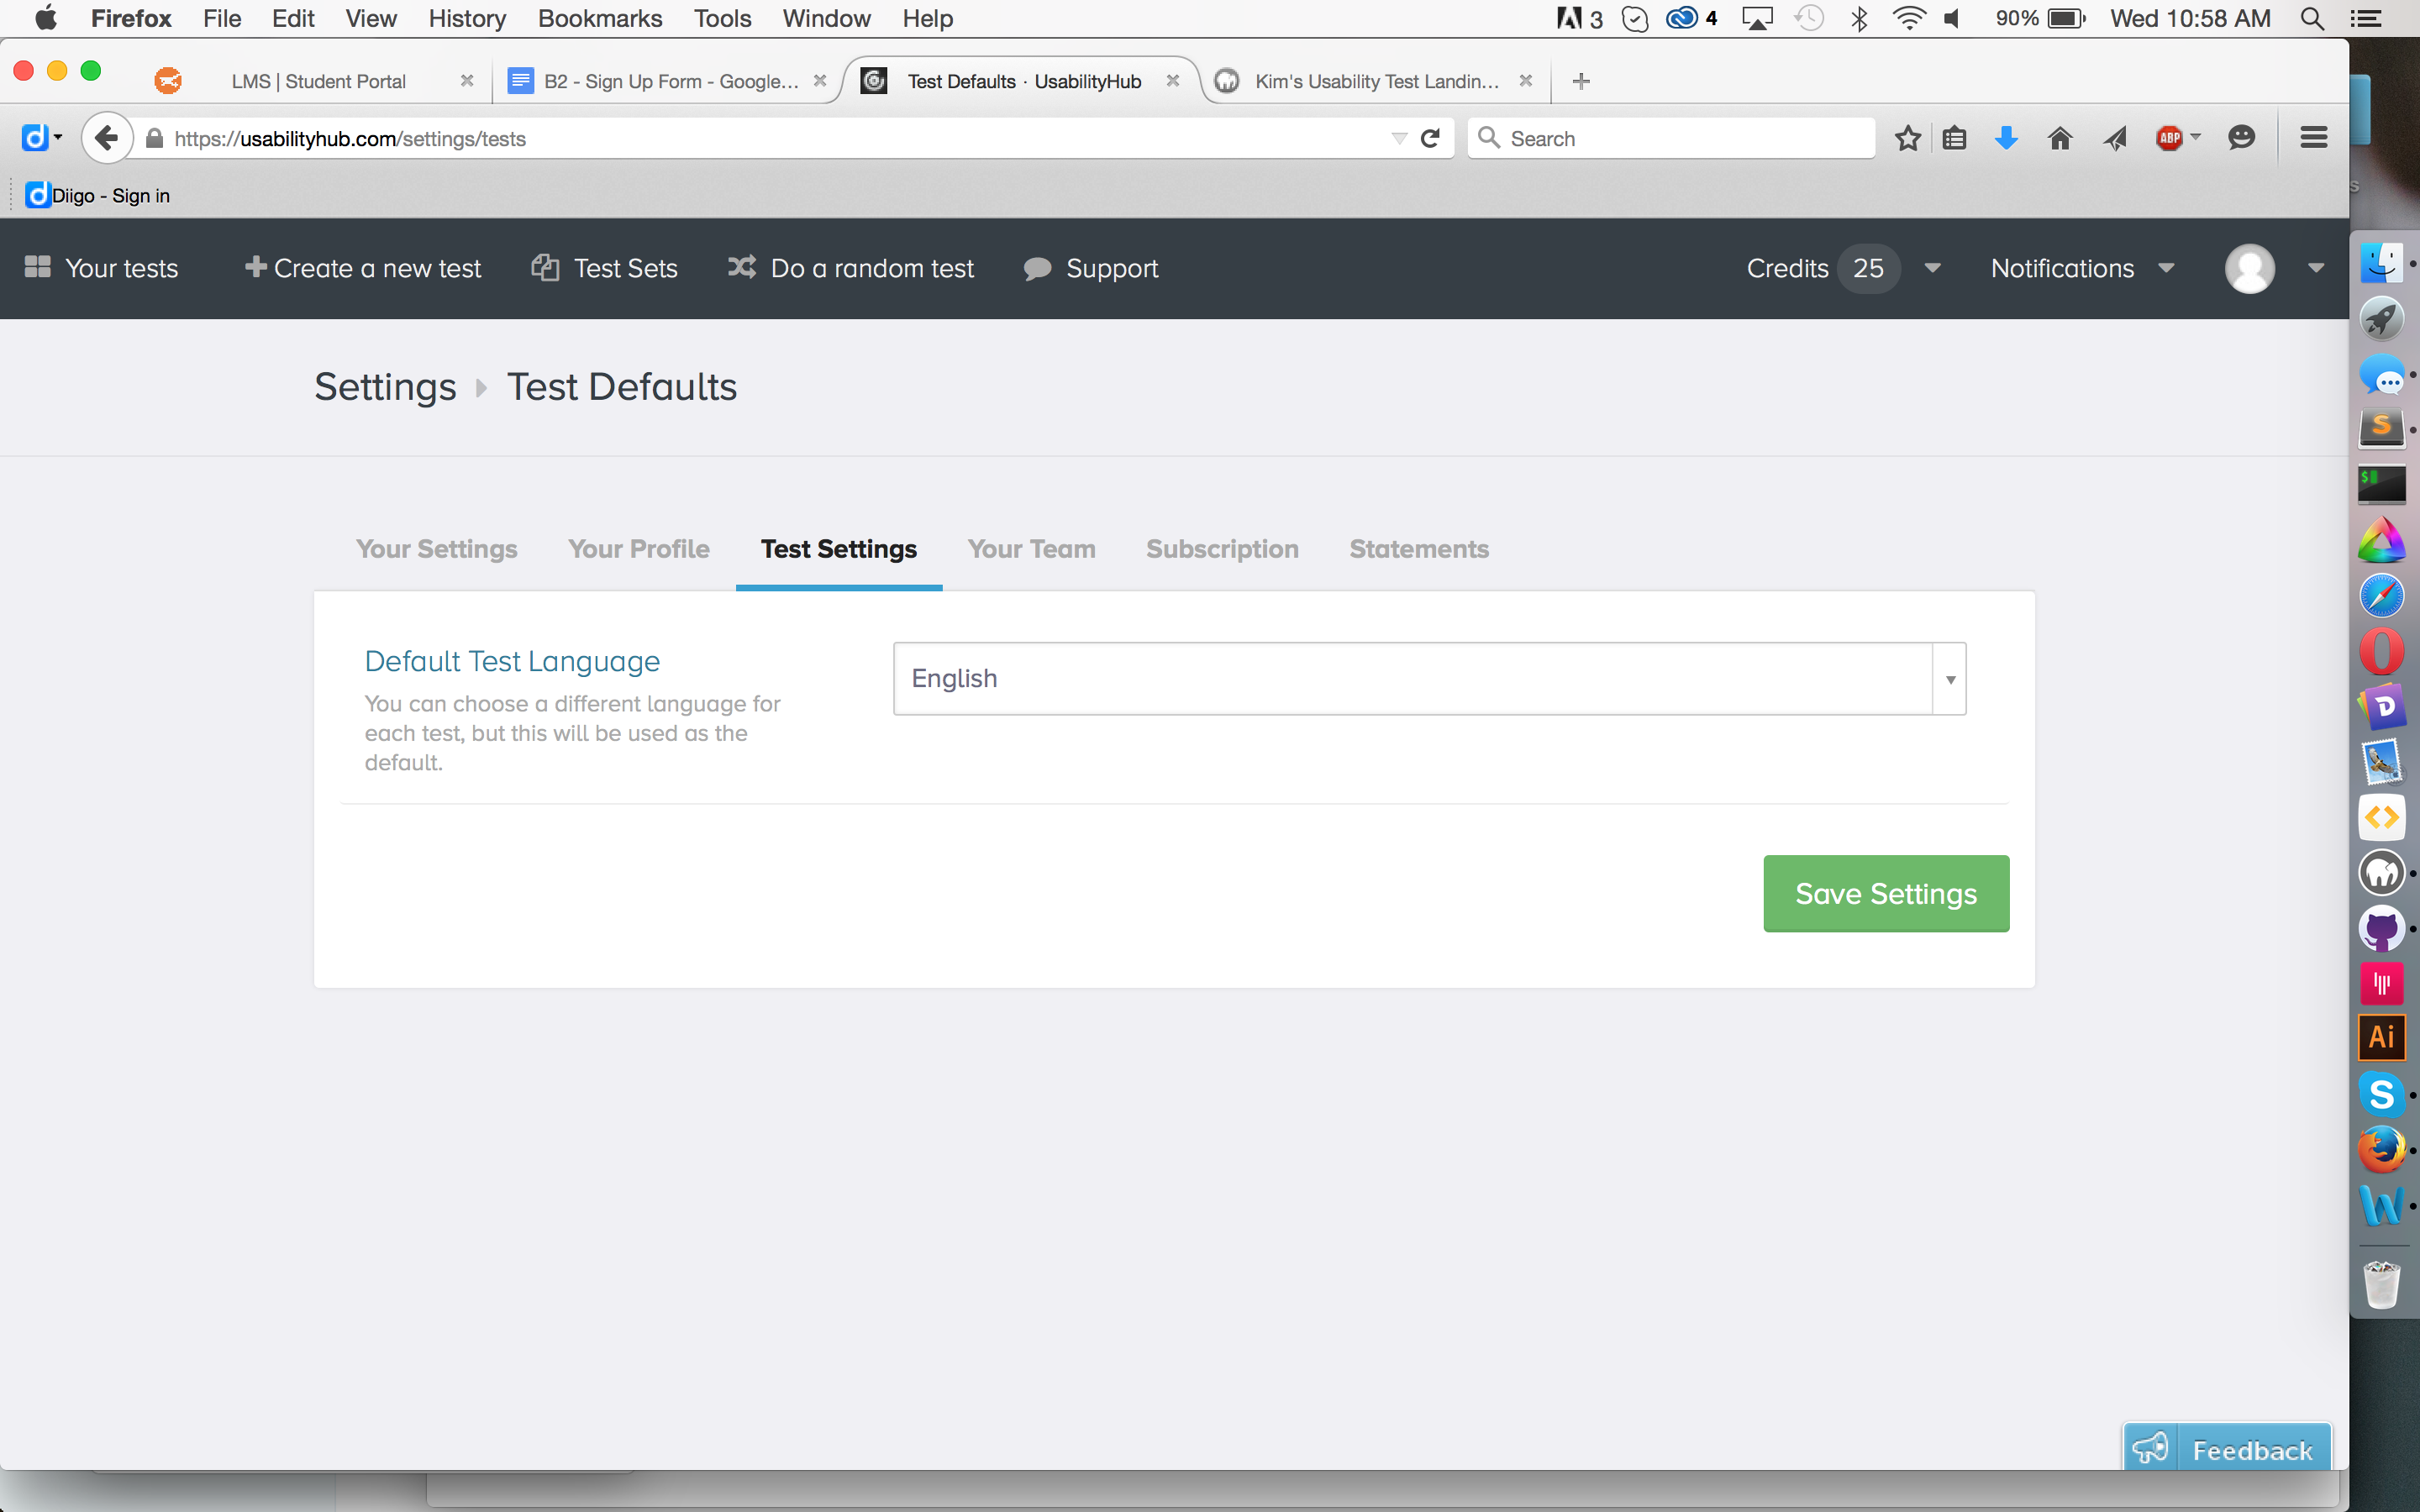 Firefox File Edit View History Bookmarks Tools Window Help 3 4 90% Wed 10:58 AM
LMS | Student Portal B2 - Sign Up Form - Google... Test Defaults · UsabilityHub Kim's Usability Test Landin...
https://usabilityhub.com/settings/tests Search ABP
Diigo - Sign in
Your tests Create a new test Test Sets Do a random test Support Credits 25 Notifications
Settings Test Defaults
Your Settings Your Profile Test Settings Your Team Subscription Statements
Default Test Language
English
You can choose a different language for
each test, but this will be used as the
default.
Save Settings
Ai
Feedback